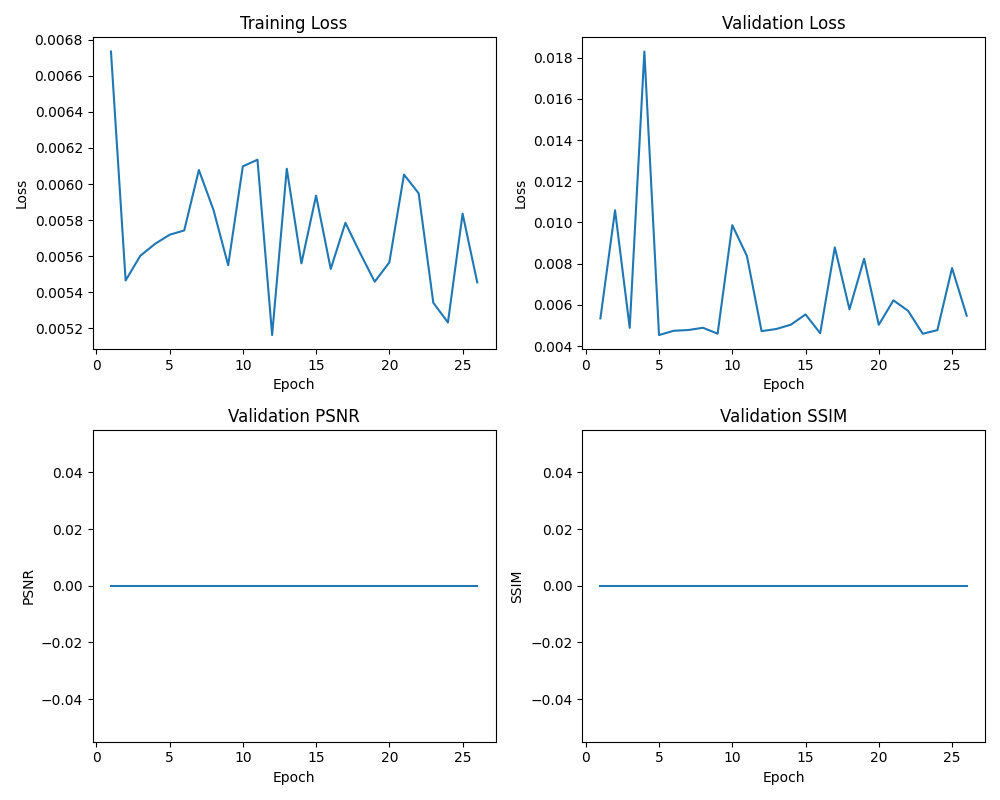 Training Loss
0.0068
0.0066
0.0064
0.0062
0.0060
0.0058
0.0056
0.0054
0.0052
Loss
0 5 10 15 20 25
Epoch
Validation Loss
0.018
0.016
0.014
0.012
0.010
0.008
0.006
0.004
Loss
0 5 10 15 20 25
Epoch
Validation PSNR
0.04
0.02
0.00
−0.02
−0.04
PSNR
0 5 10 15 20 25
Epoch
Validation SSIM
0.04
0.02
0.00
−0.02
−0.04
SSIM
0 5 10 15 20 25
Epoch